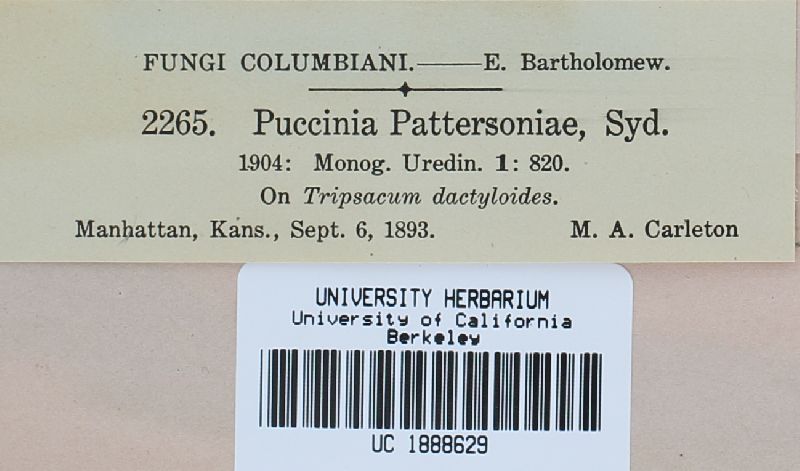 FUNGI COLUMBIANI.——E. Bartholomew.
2265. Puccinia Pattersoniae, Syd.
1904: Monog. Uredin. 1: 820.
On Tripsacum dactyloides.
Manhattan, Kans., Sept. 6, 1893. M. A. Carleton
UNIVERSITY HERBARIUM
University of California
Berkeley
UC 1888629